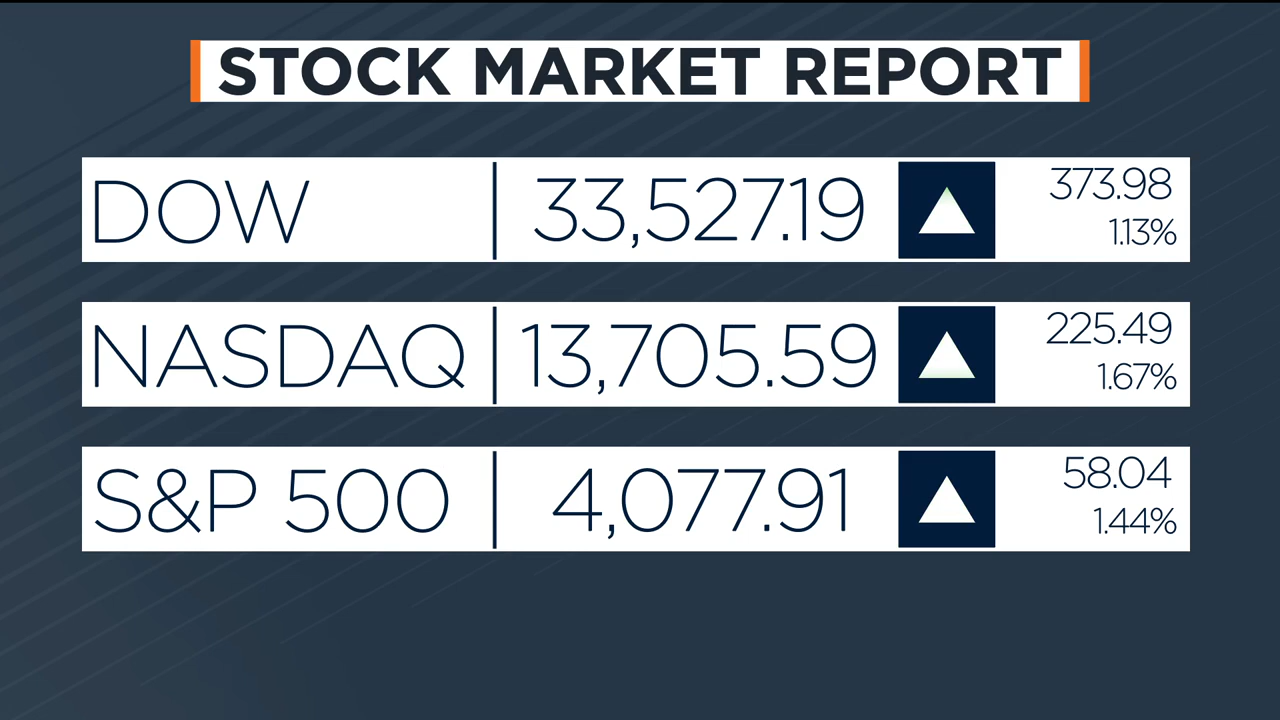 STOCK MARKET REPORT
DOW 33,527.19 373.98
1.13%
NASDAQ 13,705.59 225.49
1.67%
S&P 500 4,077.91 58.04
1.44%